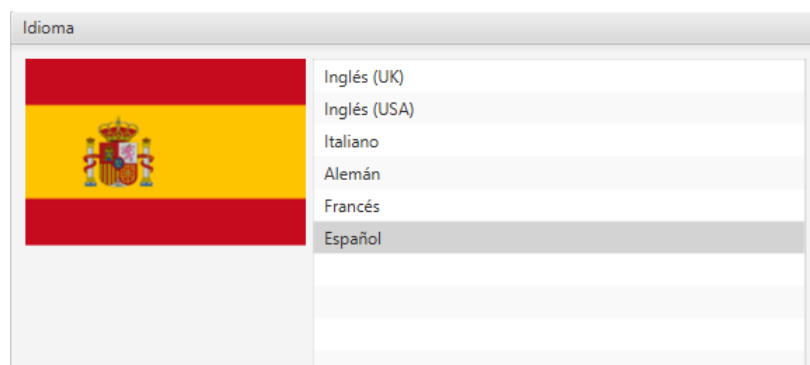 Idioma
Inglés (UK)
Inglés (USA)
Italiano
Alemán
Francés
Español